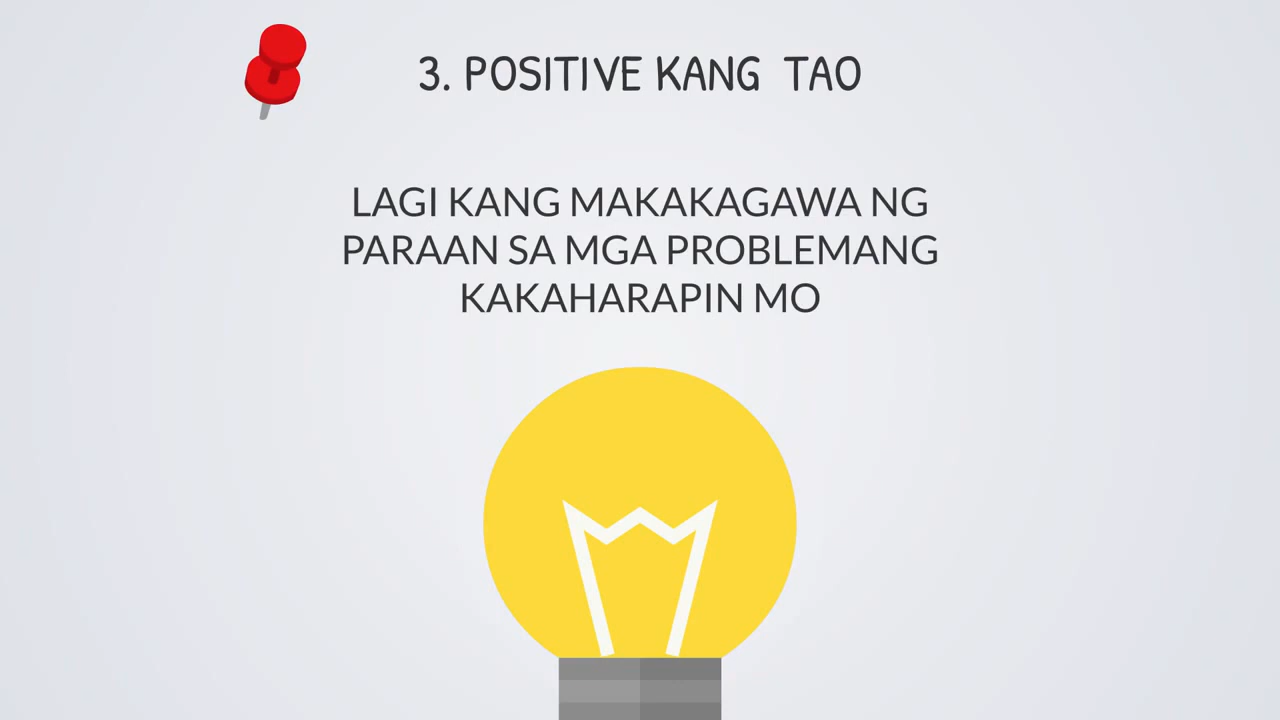 3. POSITIVE KANG TAO
LAGI KANG MAKAKAGAWA NG
PARAAN SA MGA PROBLEMANG
KAKAHARAPIN MO